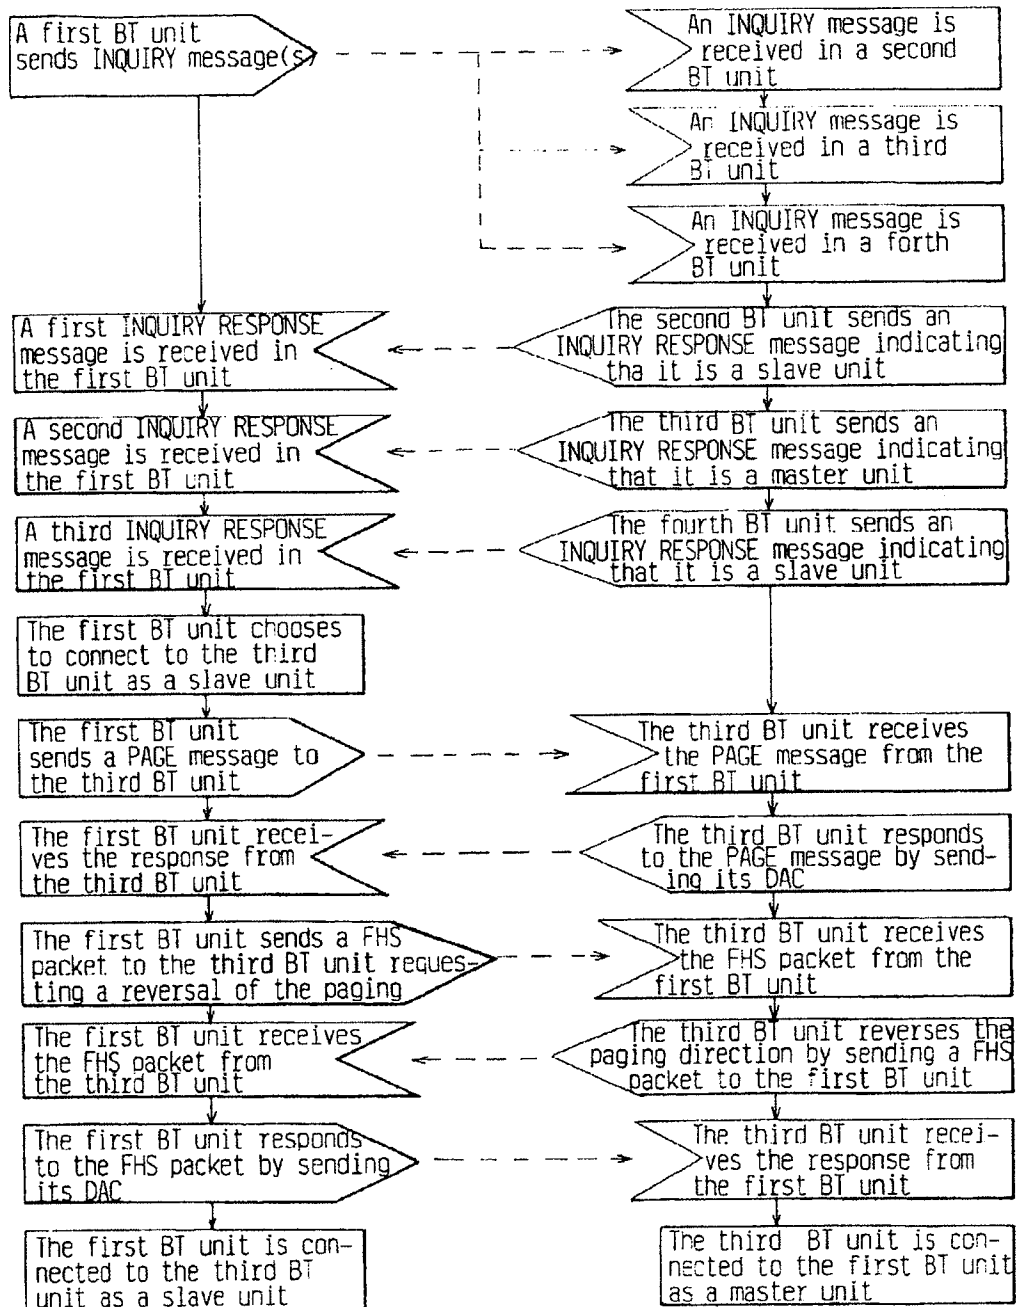 A first BT unit
sends INQUIRY message(s)
An INQUIRY message is
received in a second
BT unit
An INQUIRY message is
received in a third
BT unit
An INQUIRY message is
received in a forth
BT unit
A first INQUIRY RESPONSE
message is received in
the first BT unit
The second BT unit sends an
INQUIRY RESPONSE message indicating
tha it is a slave unit
A second INQUIRY RESPONSE
message is received in
the first BT unit
The third BT unit sends an
INQUIRY RESPONSE message indicating
that it is a master unit
A third INQUIRY RESPONSE
message is received in
the first BT unit
The fourth BT unit sends an
INQUIRY RESPONSE message indicating
that it is a slave unit
The first BT unit chooses
to connect to the third
BT unit as a slave unit
The first BT unit
sends a PAGE message to
the third BT unit
The third BT unit receives
the PAGE message from the
first BT unit
The first BT unit recei-
ves the response from
the third BT unit
The third BT unit responds
to the PAGE message by send-
ing its DAC
The first BT unit sends a FHS
packet to the third BT unit reques-
ting a reversal of the paging
The third BT unit receives
the FHS packet from the
first BT unit
The first BT unit receives
the FHS packet from
the third BT unit
The third BT unit reverses the
paging direction by sending a FHS
packet to the first BT unit
The first BT unit responds
to the FHS packet by sending
its DAC
The third BT unit recei-
ves the response from
the first BT unit
The first BT unit is con-
nected to the third BT
unit as a slave unit
The third BT unit is con-
nected to the first BT unit
as a master unit